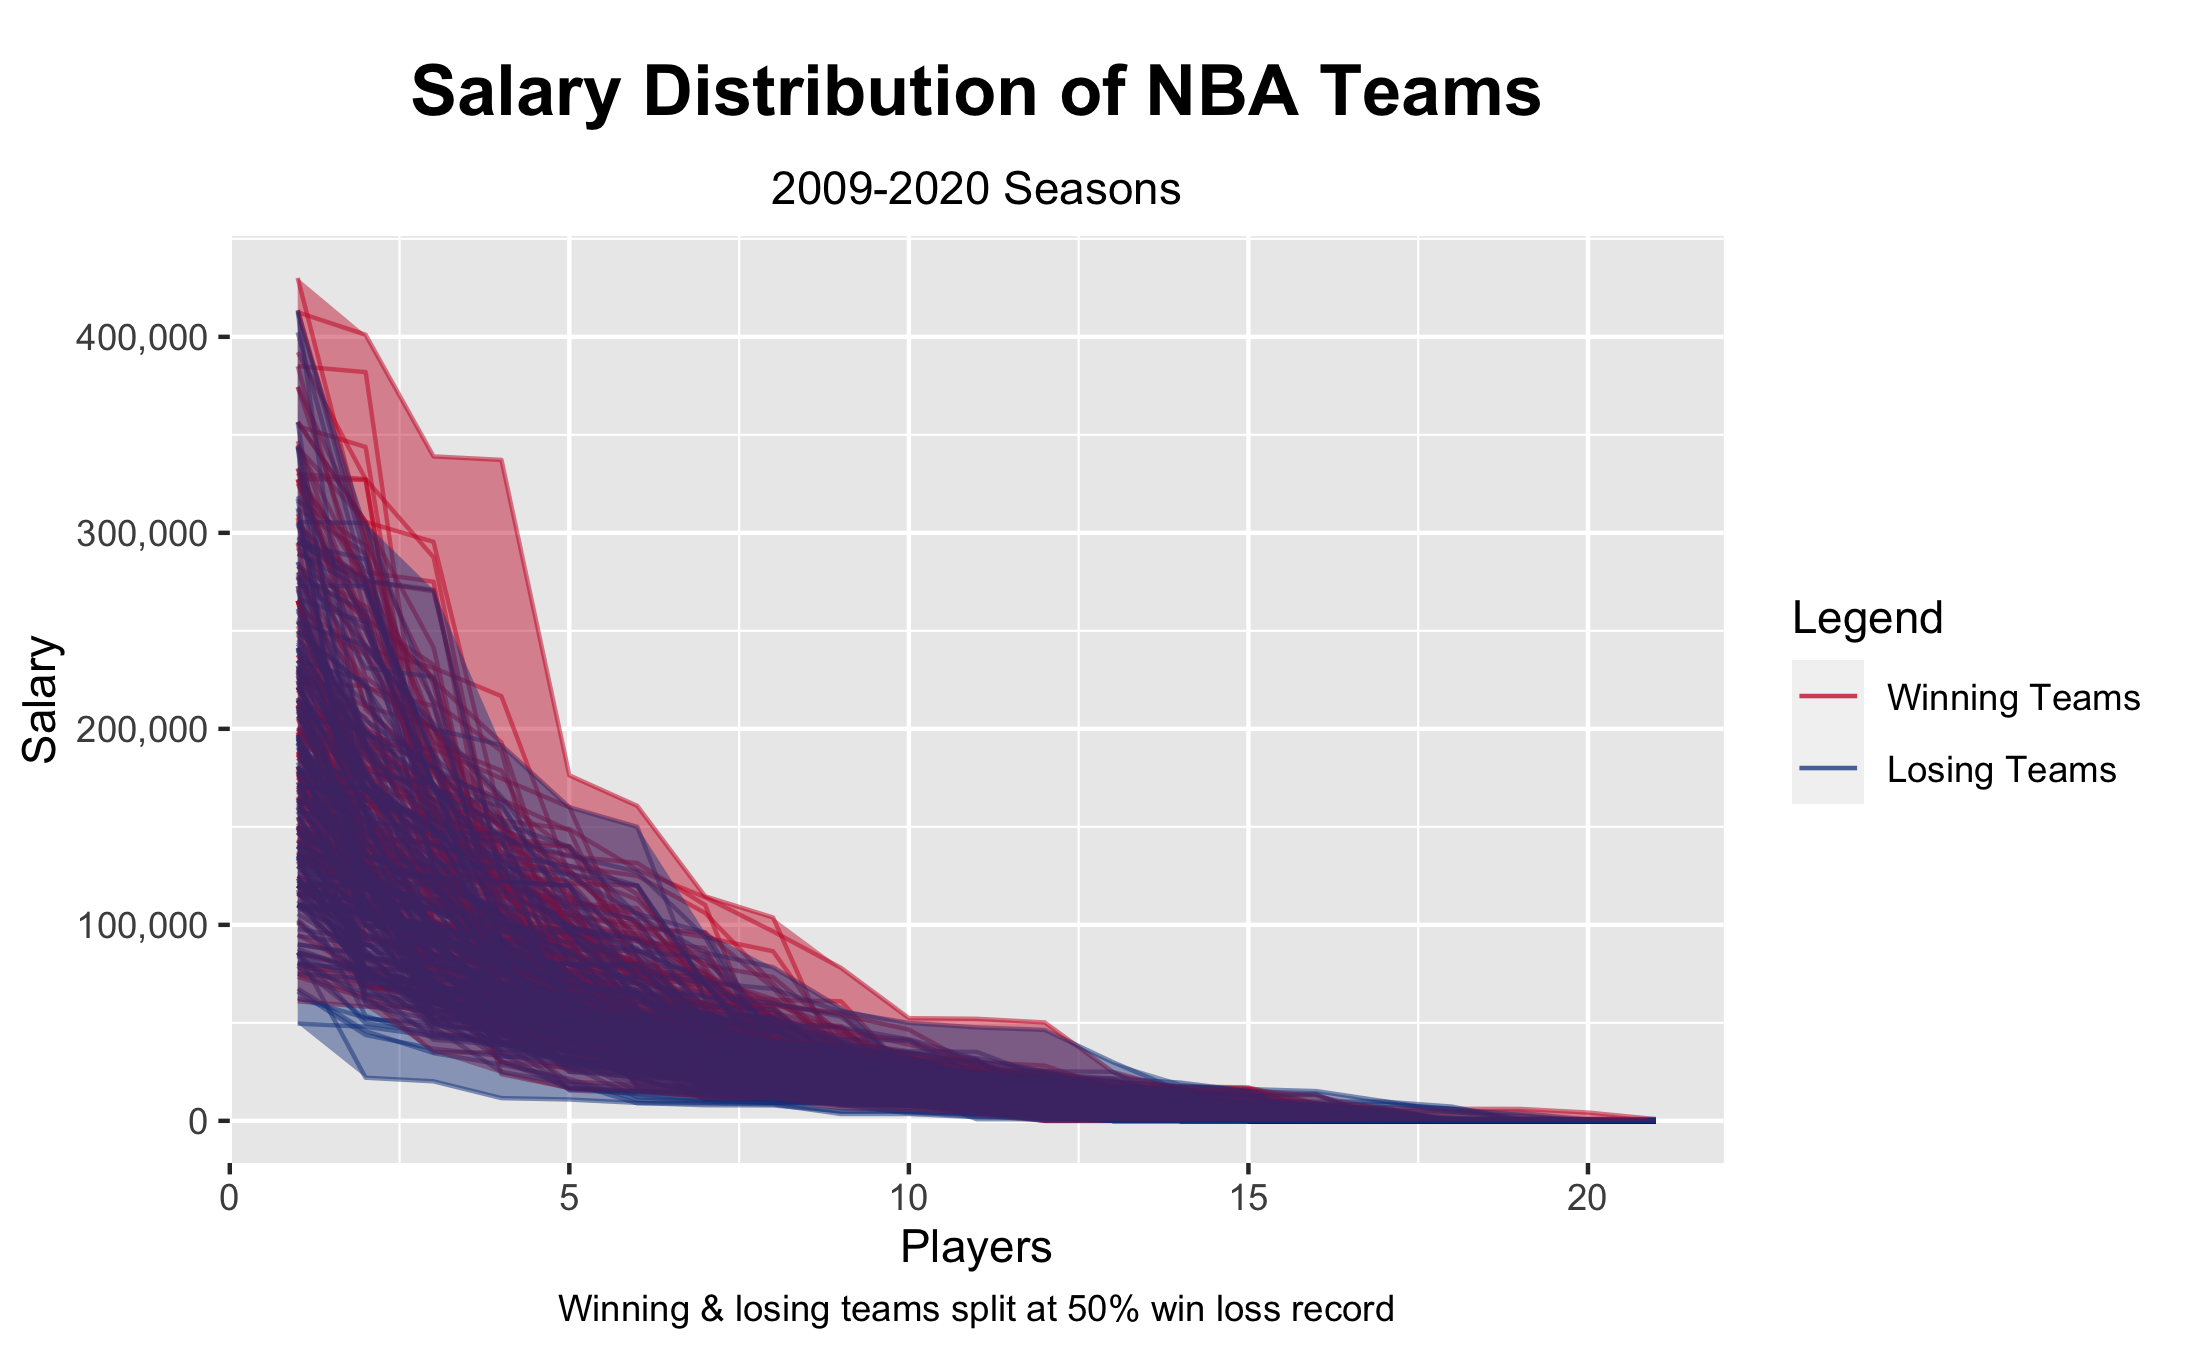 Salary Distribution of NBA Teams
2009-2020 Seasons
Salary
400,000
300,000
200,000
100,000
0
0 5 10 15 20
Players
Winning & losing teams split at 50% win loss record
Legend
Winning Teams
Losing Teams